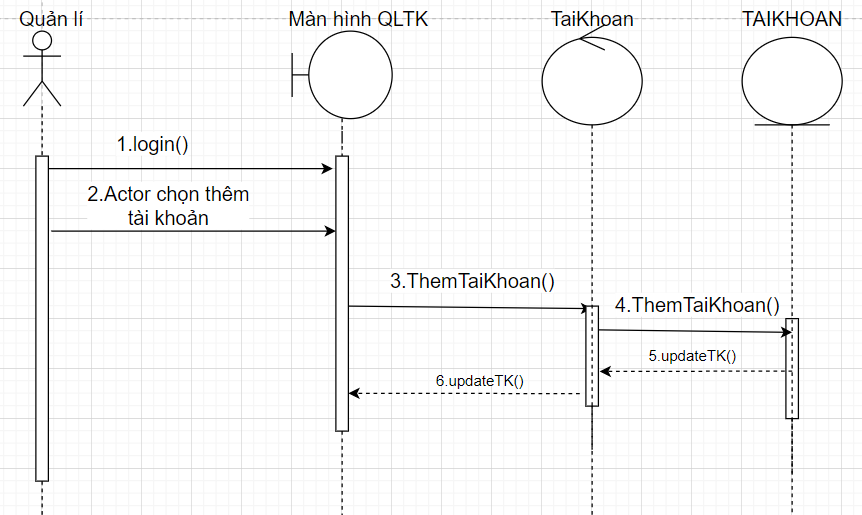 Quản lí
Màn hình QLTK
TaiKhoan
TAIKHOAN
1.login()
2.Actor chọn thêm
tài khoản
3.ThemTaiKhoan()
4.ThemTaiKhoan()
5.updateTK()
6.updateTK()